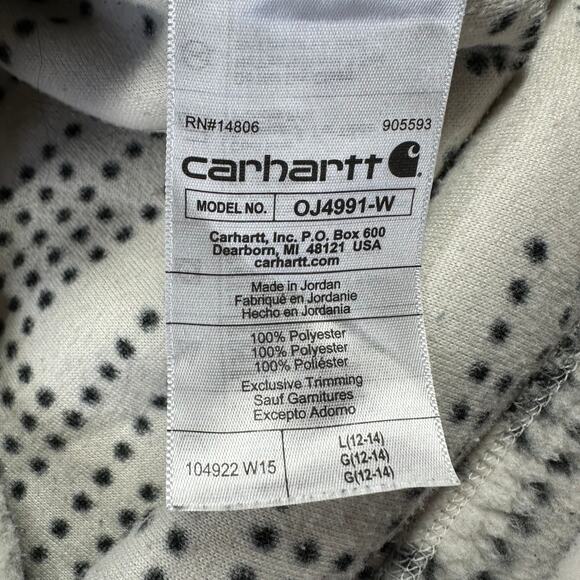 RN#14806 905593
carhartt
MODEL NO. OJ4991-W
Carhartt, Inc. P.O. Box 600
Dearborn, MI 48121 USA
carhartt.com
Made in Jordan
Fabriqué en Jordanie
Hecho en Jordania
100% Polyester
100% Polyester
100% Poliéster
Exclusive Trimming
Sauf Garnitures
Excepto Adorno
104922 W15
L(12-14)
G(12-14)
G(12-14)